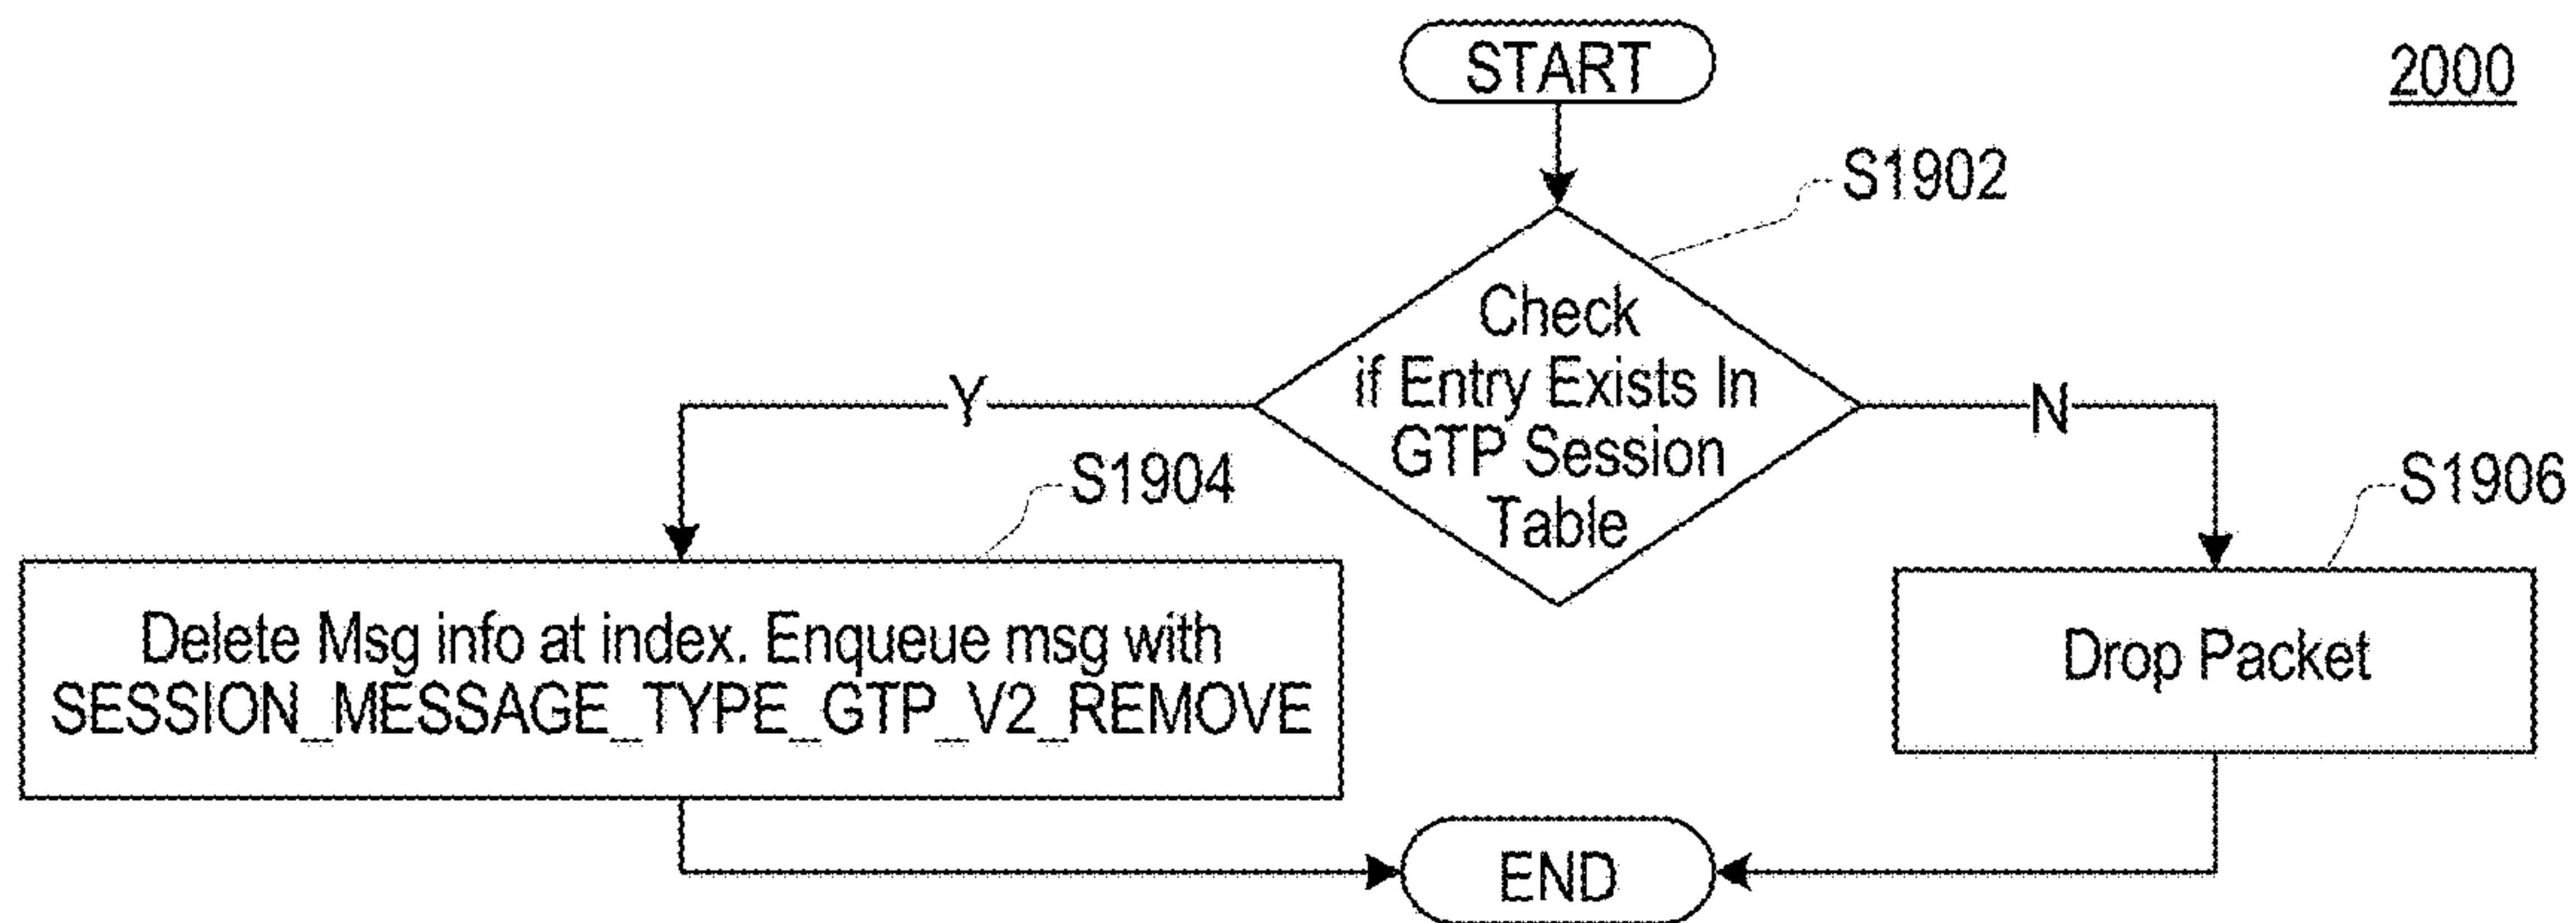 START
2000
S1902
Check
if Entry Exists In
GTP Session
Table
Y
N
S1904
S1906
Delete Msg info at index. Enqueue msg with
SESSION_MESSAGE_TYPE_GTP_V2_REMOVE
Drop Packet
END